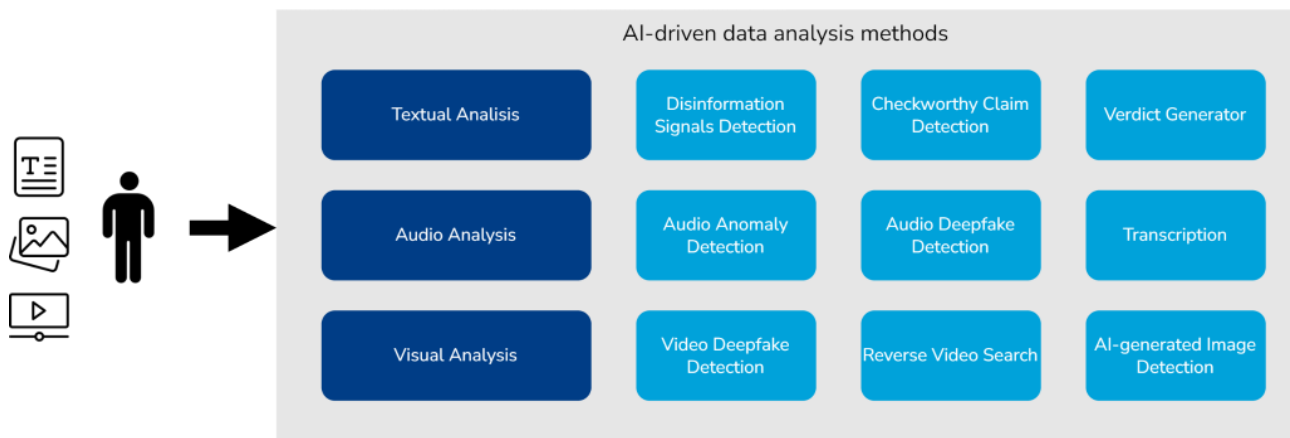 AI-driven data analysis methods
Textual Analisis
Disinformation
Signals Detection
Checkworthy Claim
Detection
Verdict Generator
T
Audio Analysis
Audio Anomaly
Detection
Audio Deepfake
Detection
Transcription
Visual Analysis
Video Deepfake
Detection
Reverse Video Search
AI-generated Image
Detection